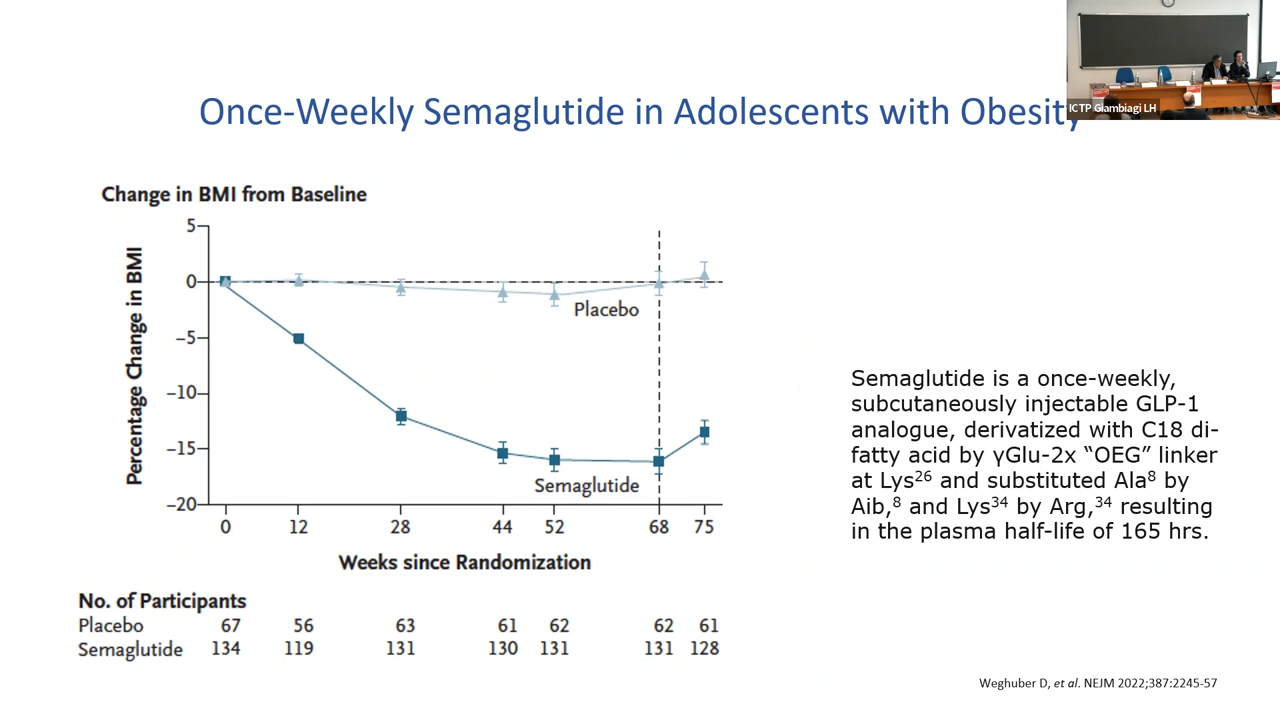 ICTP Giambiagi LH
Once-Weekly Semaglutide in Adolescents with Obesity
Change in BMI from Baseline
Percentage Change in BMI
5
0
−5
−10
−15
−20
Placebo
Semaglutide
0 12 28 44 52 68 75
Weeks since Randomization
No. of Participants
Placebo 67 56 63 61 62 62 61
Semaglutide 134 119 131 130 131 131 128
Semaglutide is a once-weekly,
subcutaneously injectable GLP-1
analogue, derivatized with C18 di-
fatty acid by γGlu-2x “OEG” linker
at Lys²⁶ and substituted Ala⁸ by
Aib,⁸ and Lys³⁴ by Arg,³⁴ resulting
in the plasma half-life of 165 hrs.
Weghuber D, et al. NEJM 2022;387:2245-57